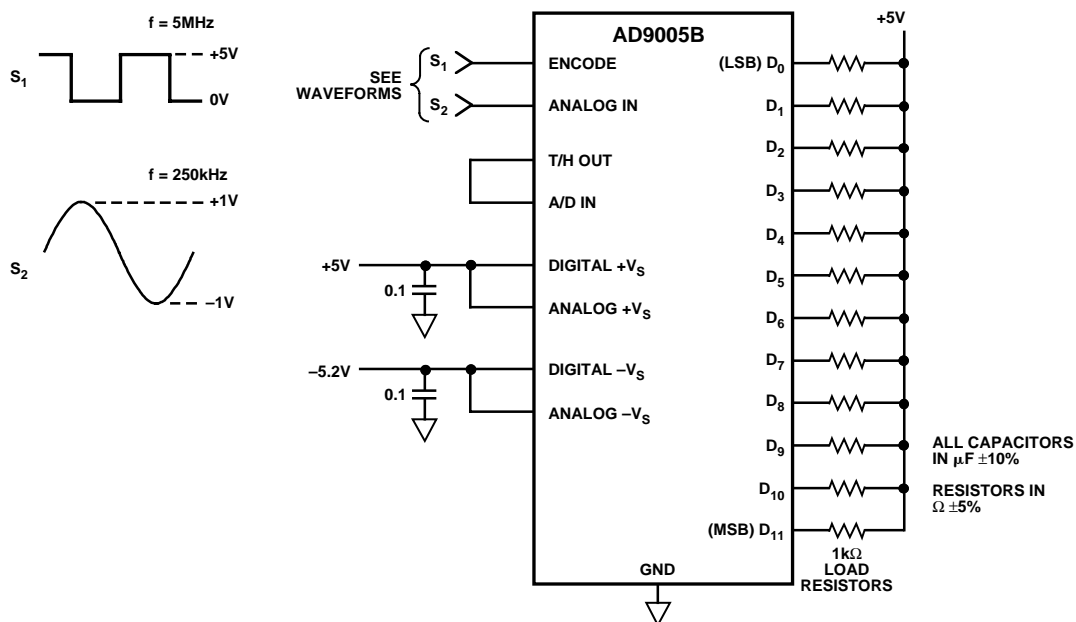 f = 5MHz
+5V
S1
0V
f = 250kHz
+1V
S2
–1V
SEE
WAVEFORMS
S1
S2
+5V
0.1
–5.2V
0.1
AD9005B
ENCODE
ANALOG IN
T/H OUT
A/D IN
DIGITAL +VS
ANALOG +VS
DIGITAL –VS
ANALOG –VS
GND
(LSB) D0
D1
D2
D3
D4
D5
D6
D7
D8
D9
D10
(MSB) D11
+5V
1kΩ
LOAD
RESISTORS
ALL CAPACITORS
IN µF ±10%
RESISTORS IN
Ω ±5%